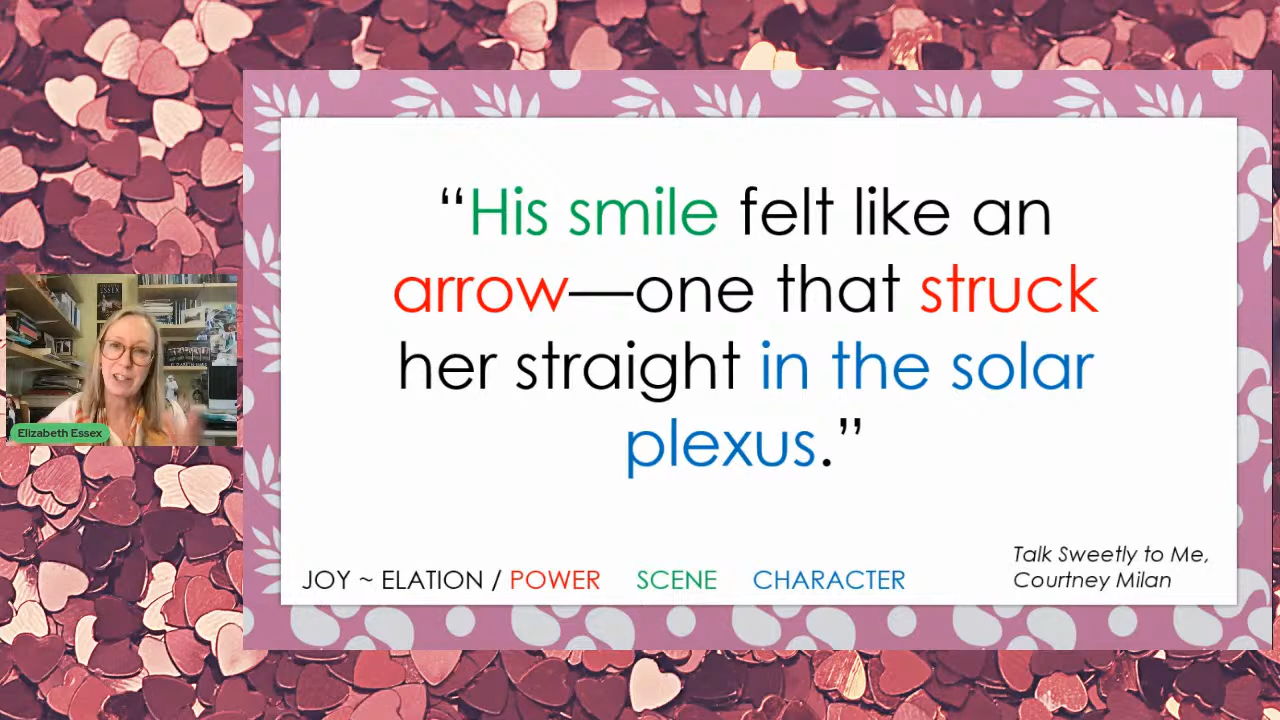 “His smile felt like an
arrow—one that struck
her straight in the solar
plexus.”
Talk Sweetly to Me,
Courtney Milan
JOY ~ ELATION / POWER SCENE CHARACTER
Elizabeth Essex
ESSEX